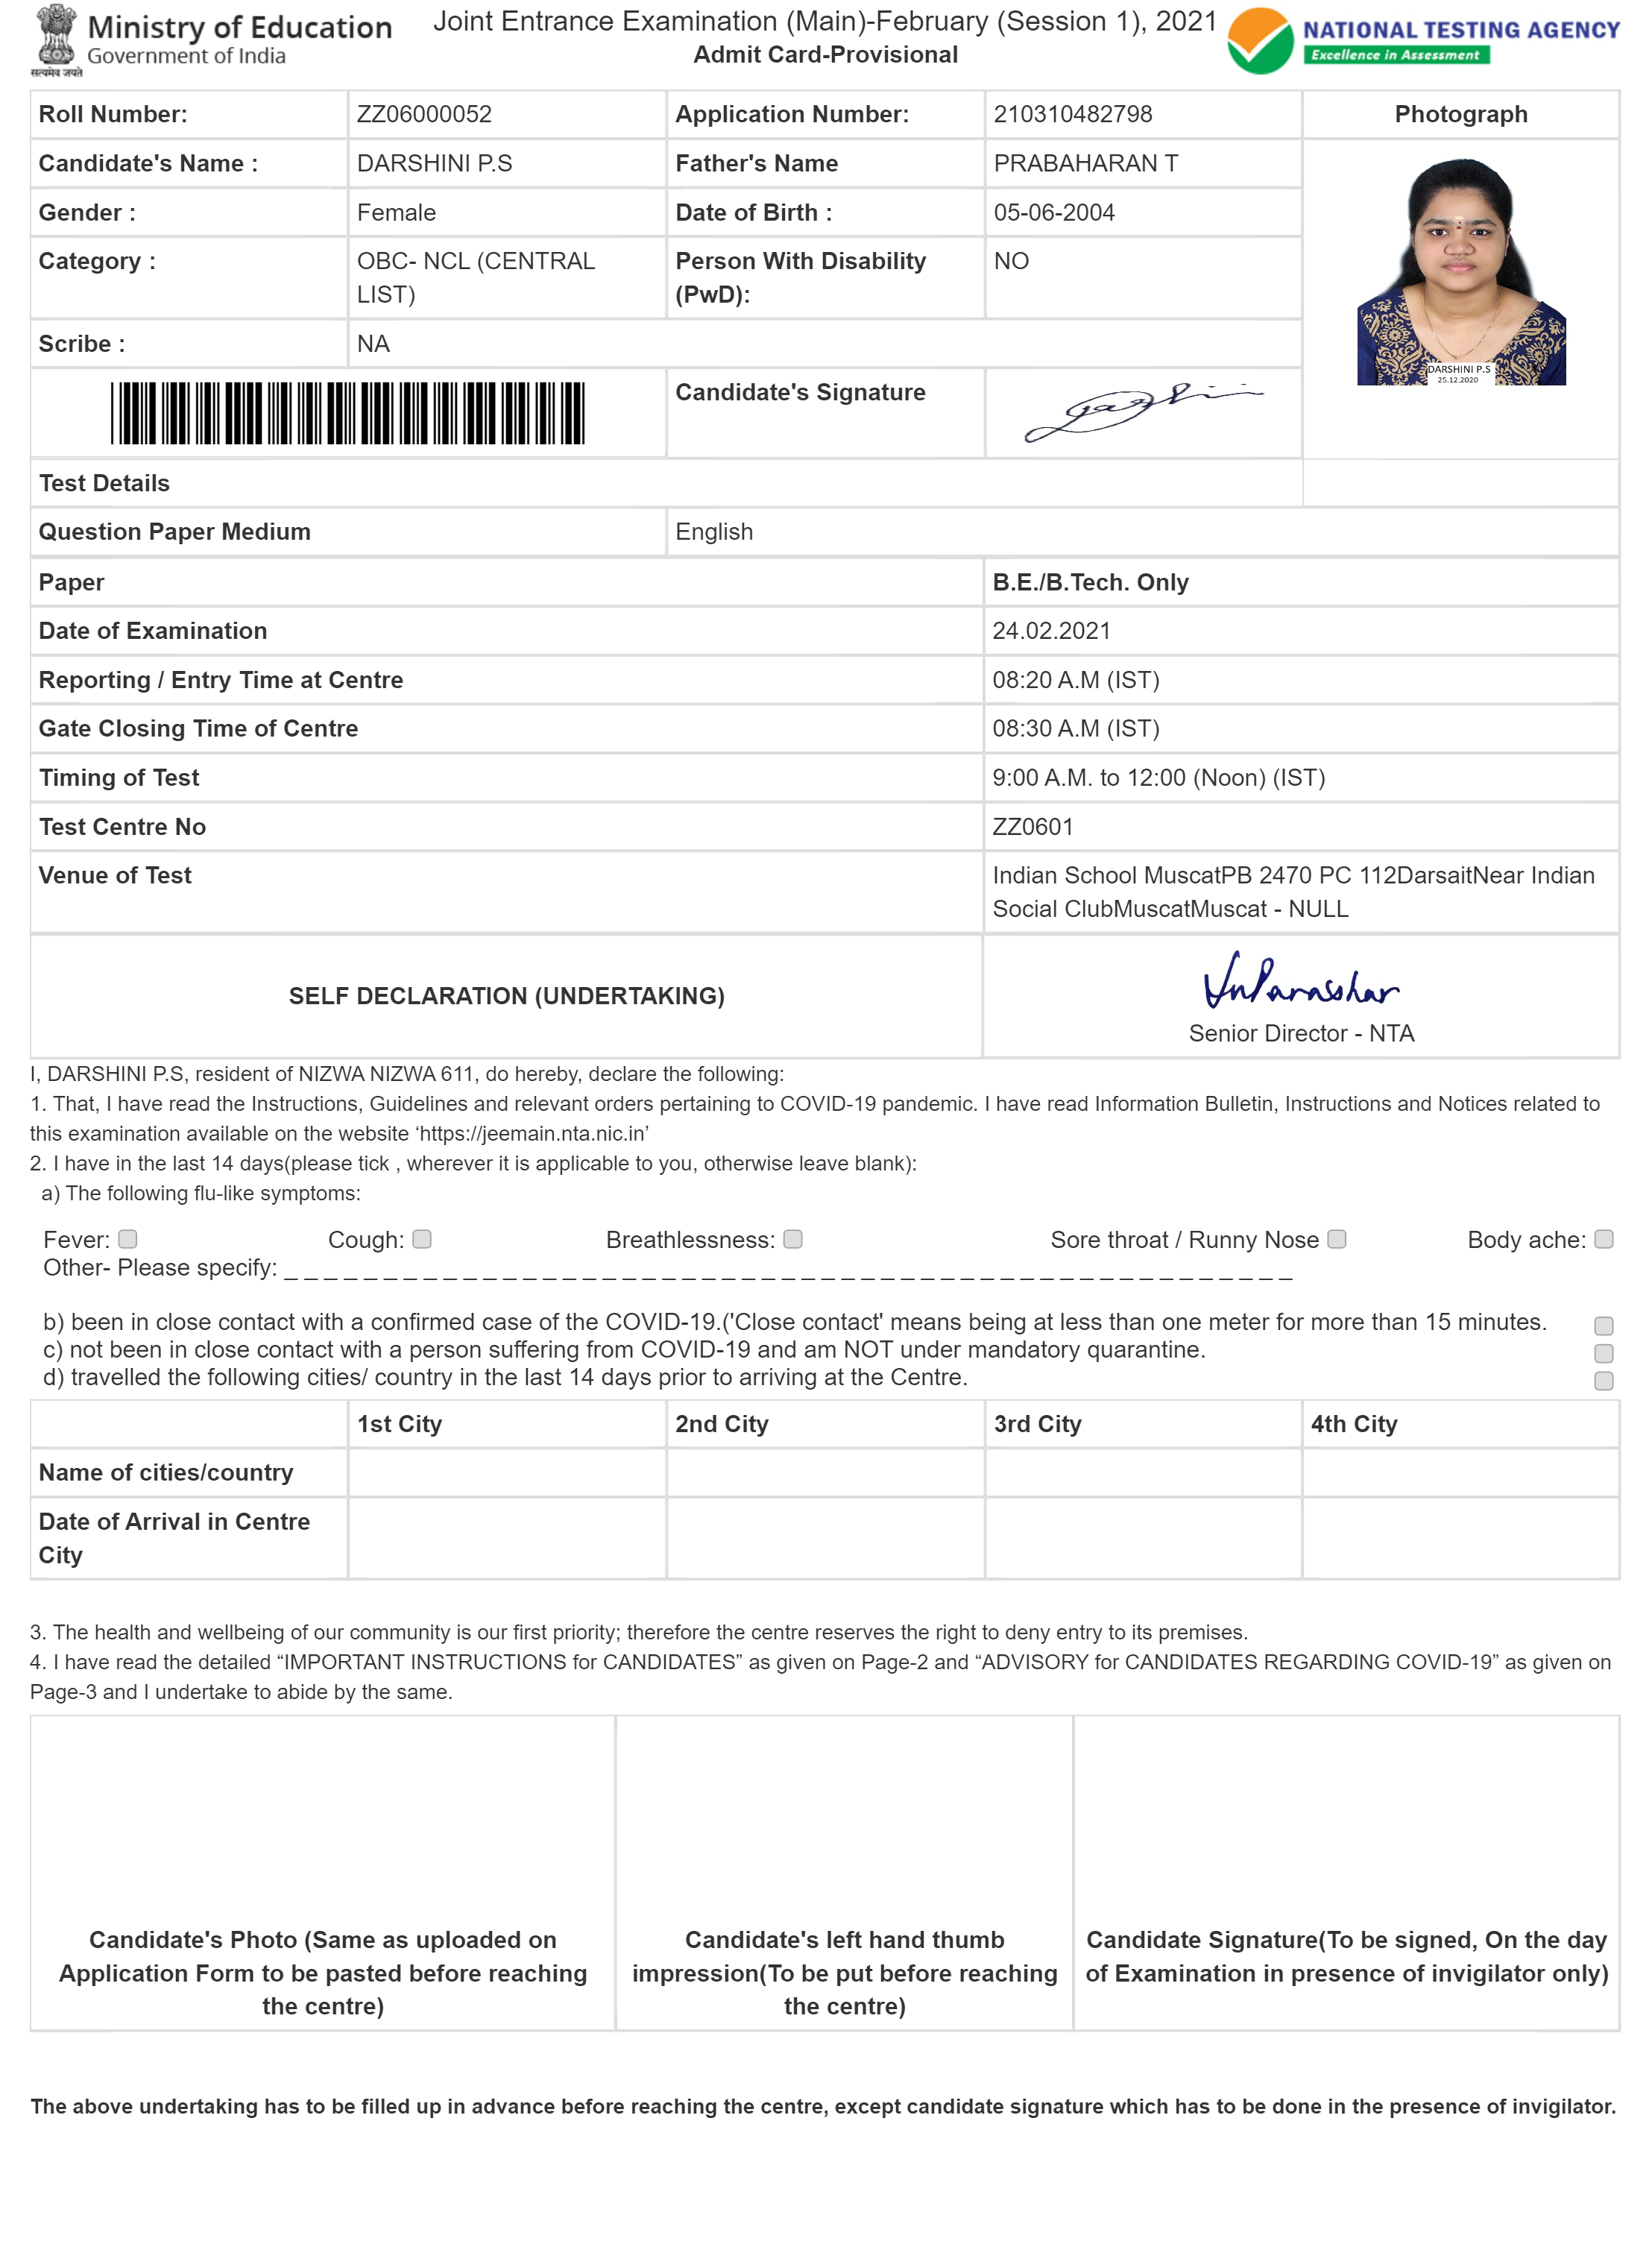 सत्यमेव जयते
Ministry of Education
Government of India
Joint Entrance Examination (Main)-February (Session 1), 2021
Admit Card-Provisional
NATIONAL TESTING AGENCY
Excellence in Assessment
Roll Number: ZZ06000052 Application Number: 210310482798 Photograph
Candidate's Name : DARSHINI P.S Father's Name PRABAHARAN T
Gender : Female Date of Birth : 05-06-2004
Category : OBC- NCL (CENTRAL LIST) Person With Disability (PwD): NO
Scribe : NA
DARSHINI P.S
25.12.2020
Candidate's Signature
Test Details
Question Paper Medium English
Paper B.E./B.Tech. Only
Date of Examination 24.02.2021
Reporting / Entry Time at Centre 08:20 A.M (IST)
Gate Closing Time of Centre 08:30 A.M (IST)
Timing of Test 9:00 A.M. to 12:00 (Noon) (IST)
Test Centre No ZZ0601
Venue of Test Indian School MuscatPB 2470 PC 112DarsaitNear Indian
Social ClubMuscatMuscat - NULL
SELF DECLARATION (UNDERTAKING)
Senior Director - NTA
I, DARSHINI P.S, resident of NIZWA NIZWA 611, do hereby, declare the following:
1. That, I have read the Instructions, Guidelines and relevant orders pertaining to COVID-19 pandemic. I have read Information Bulletin, Instructions and Notices related to
this examination available on the website ‘https://jeemain.nta.nic.in’
2. I have in the last 14 days(please tick , wherever it is applicable to you, otherwise leave blank):
a) The following flu-like symptoms:
Fever: Cough: Breathlessness: Sore throat / Runny Nose Body ache:
Other- Please specify: _ _ _ _ _ _ _ _ _ _ _ _ _ _ _ _ _ _ _ _ _ _ _ _ _ _ _ _ _ _ _ _ _ _ _ _ _ _ _ _ _ _ _ _ _ _ _ _ _ _ _
b) been in close contact with a confirmed case of the COVID-19.('Close contact' means being at less than one meter for more than 15 minutes.
c) not been in close contact with a person suffering from COVID-19 and am NOT under mandatory quarantine.
d) travelled the following cities/ country in the last 14 days prior to arriving at the Centre.
1st City 2nd City 3rd City 4th City
Name of cities/country
Date of Arrival in Centre
City
3. The health and wellbeing of our community is our first priority; therefore the centre reserves the right to deny entry to its premises.
4. I have read the detailed “IMPORTANT INSTRUCTIONS for CANDIDATES” as given on Page-2 and “ADVISORY for CANDIDATES REGARDING COVID-19” as given on
Page-3 and I undertake to abide by the same.
Candidate's Photo (Same as uploaded on
Application Form to be pasted before reaching
the centre)
Candidate's left hand thumb
impression(To be put before reaching
the centre)
Candidate Signature(To be signed, On the day
of Examination in presence of invigilator only)
The above undertaking has to be filled up in advance before reaching the centre, except candidate signature which has to be done in the presence of invigilator.